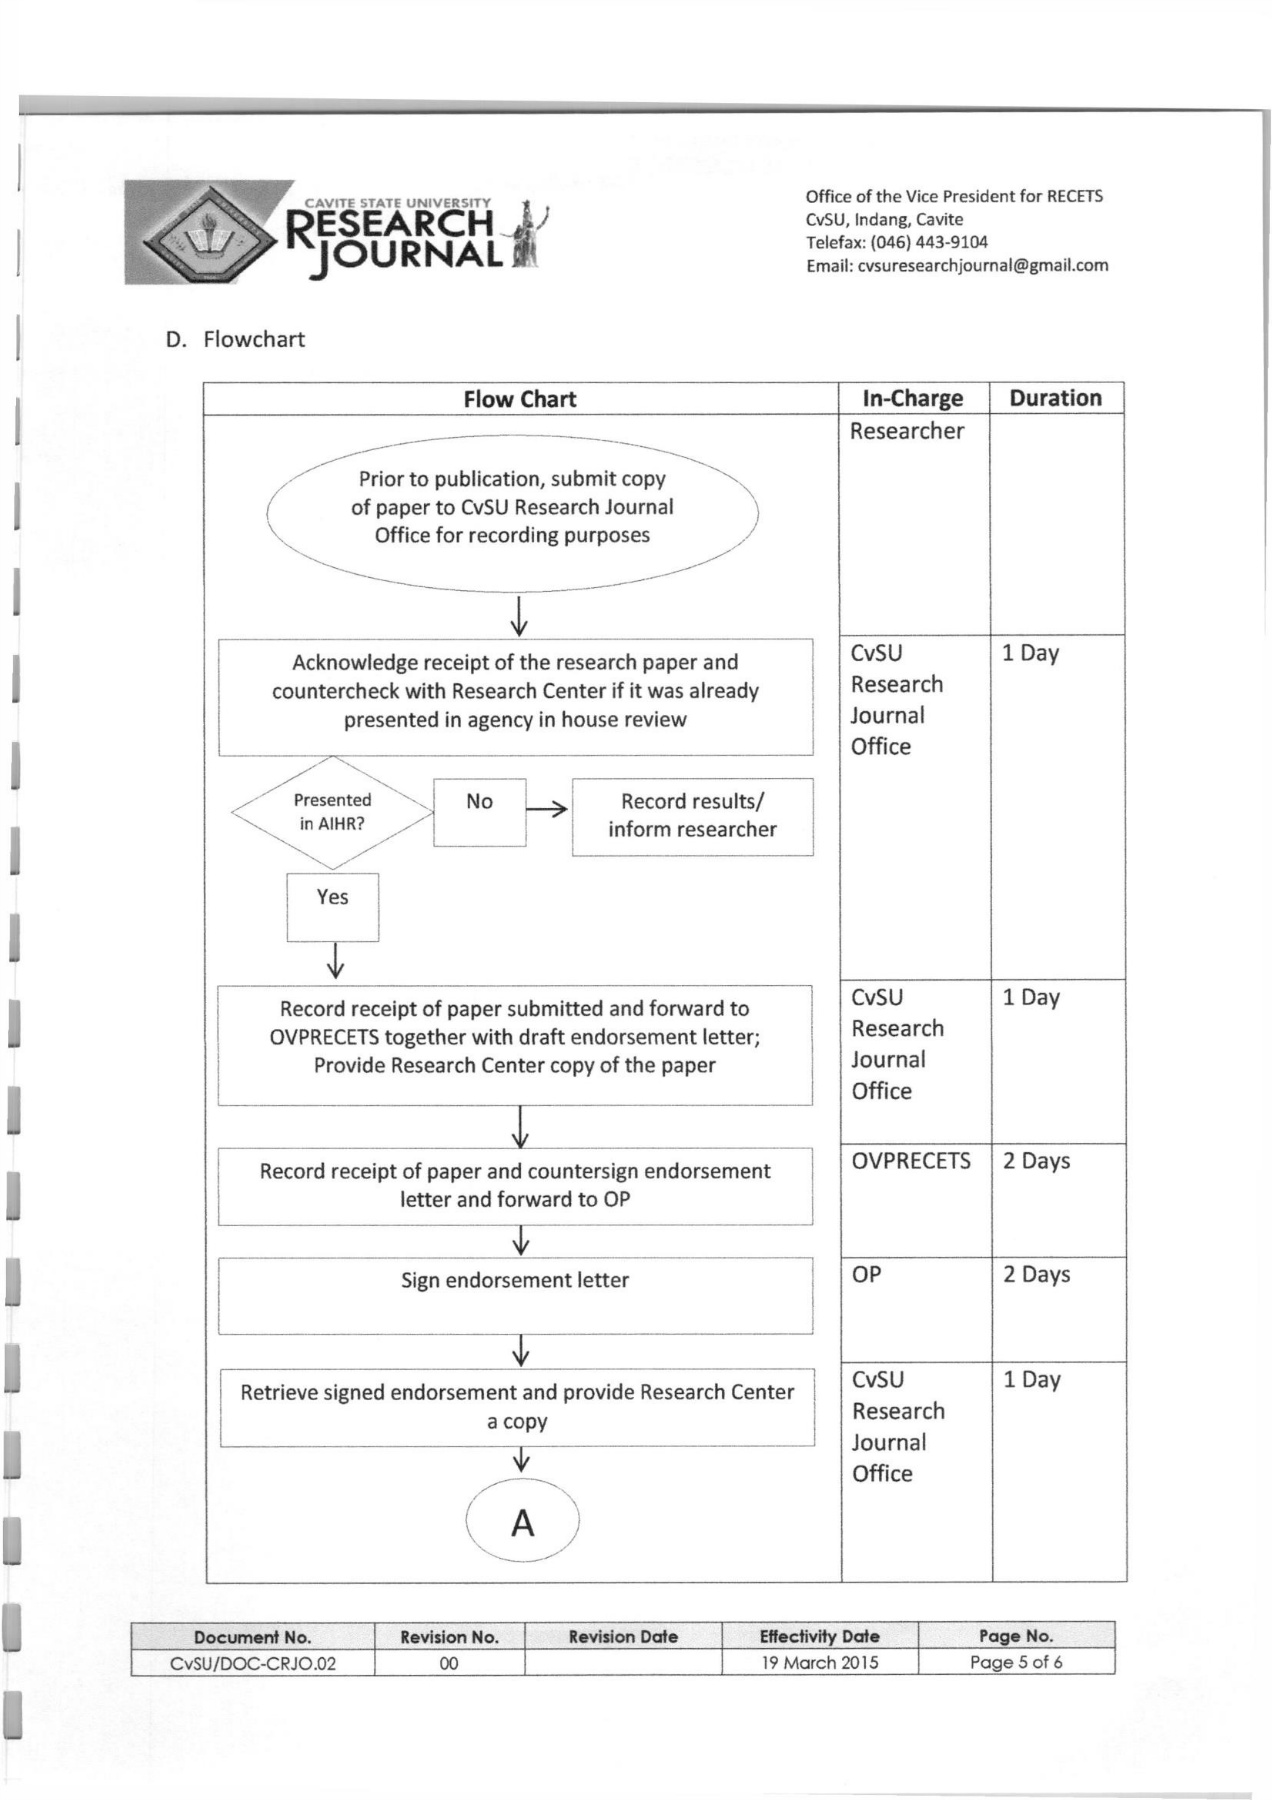 CAVITE STATE UNIVERSITY
RESEARCH
JOURNAL
Office of the Vice President for RECETS
CvSU, Indang, Cavite
Telefax: (046) 443-9104
Email: cvsuresearchjournal@gmail.com
D. Flowchart
Flow Chart
In-Charge
Duration
Prior to publication, submit copy
of paper to CvSU Research Journal
Office for recording purposes
Researcher
Acknowledge receipt of the research paper and
countercheck with Research Center if it was already
presented in agency in house review
CvSU
Research
Journal
Office
1 Day
Presented
in AIHR?
No
Record results/
inform researcher
Yes
Record receipt of paper submitted and forward to
OVPRECETS together with draft endorsement letter;
Provide Research Center copy of the paper
CvSU
Research
Journal
Office
1 Day
Record receipt of paper and countersign endorsement
letter and forward to OP
OVPRECETS
2 Days
Sign endorsement letter
OP
2 Days
Retrieve signed endorsement and provide Research Center
a copy
CvSU
Research
Journal
Office
1 Day
A
Document No.
Revision No.
Revision Date
Effectivity Date
Page No.
CvSU/DOC-CRJO.02
00
19 March 2015
Page 5 of 6